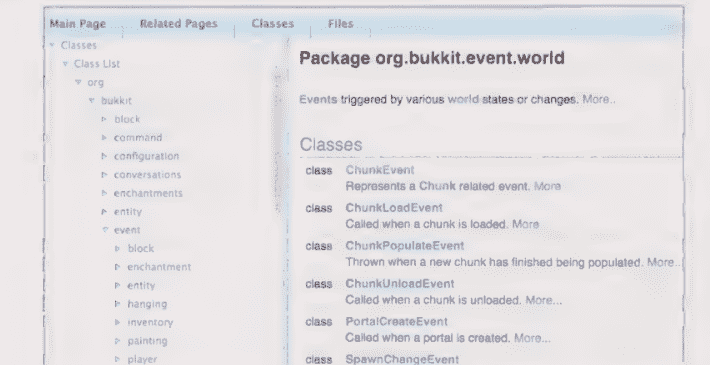 Main Page
Related Pages
Classes
Files
Classes
Class List
org
bukkit
block
command
configuration
conversations
enchantments
entity
event
block
enchantment
entity
hanging
inventory
painting
player
Package org.bukkit.event.world
Events triggered by various world states or changes. More..
Classes
class ChunkEvent
Represents a Chunk related event. More
class ChunkLoadEvent
Called when a chunk is loaded. More
class ChunkPopulateEvent
Thrown when a new chunk has finished being populated. More..
class ChunkUnloadEvent
Called when a chunk is unloaded. More...
class PortalCreateEvent
Called when a portal is created. More...
class SpawnChangeEvent